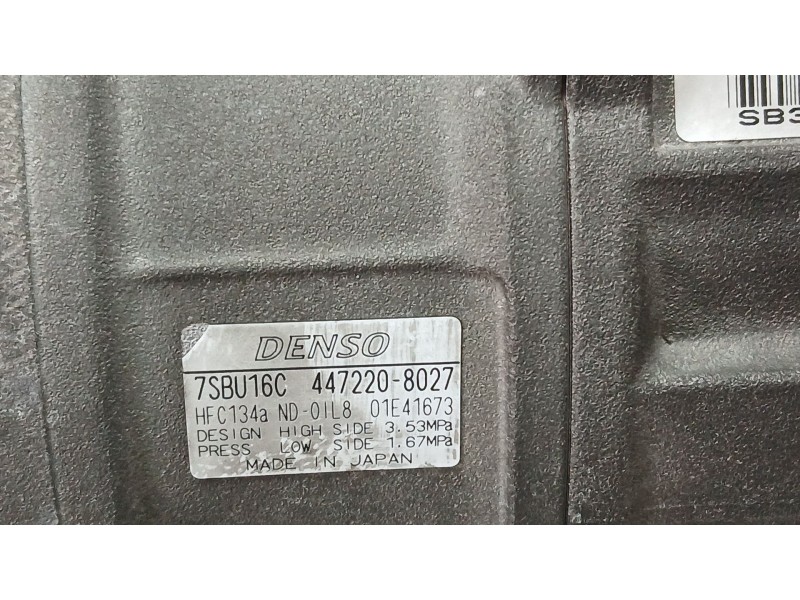 SB3
DENSO
7SBU16C 447220-8027
HFC134a ND-OIL8 01E41673
DESIGN HIGH SIDE 3.53MPa
PRESS LOW SIDE 1.67MPa
MADE IN JAPAN